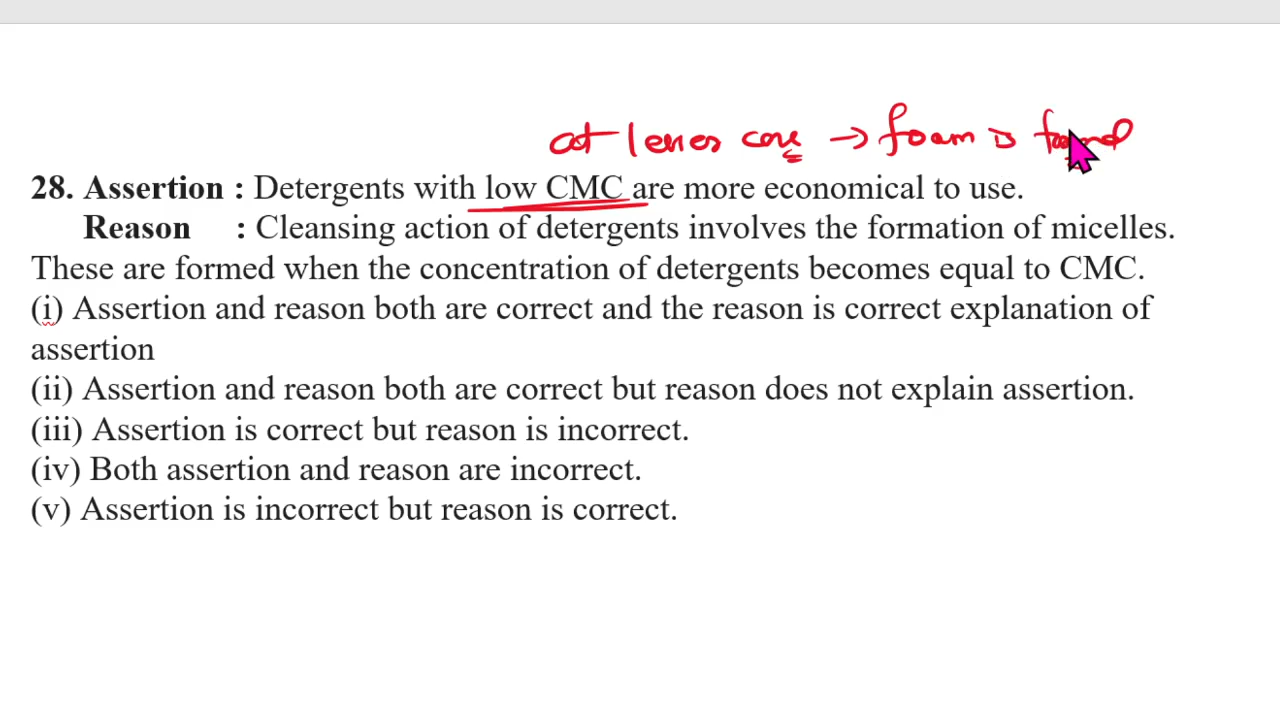 at lesser conc → foam is formed
28. Assertion : Detergents with low CMC are more economical to use.
Reason : Cleansing action of detergents involves the formation of micelles.
These are formed when the concentration of detergents becomes equal to CMC.
(i) Assertion and reason both are correct and the reason is correct explanation of
assertion
(ii) Assertion and reason both are correct but reason does not explain assertion.
(iii) Assertion is correct but reason is incorrect.
(iv) Both assertion and reason are incorrect.
(v) Assertion is incorrect but reason is correct.